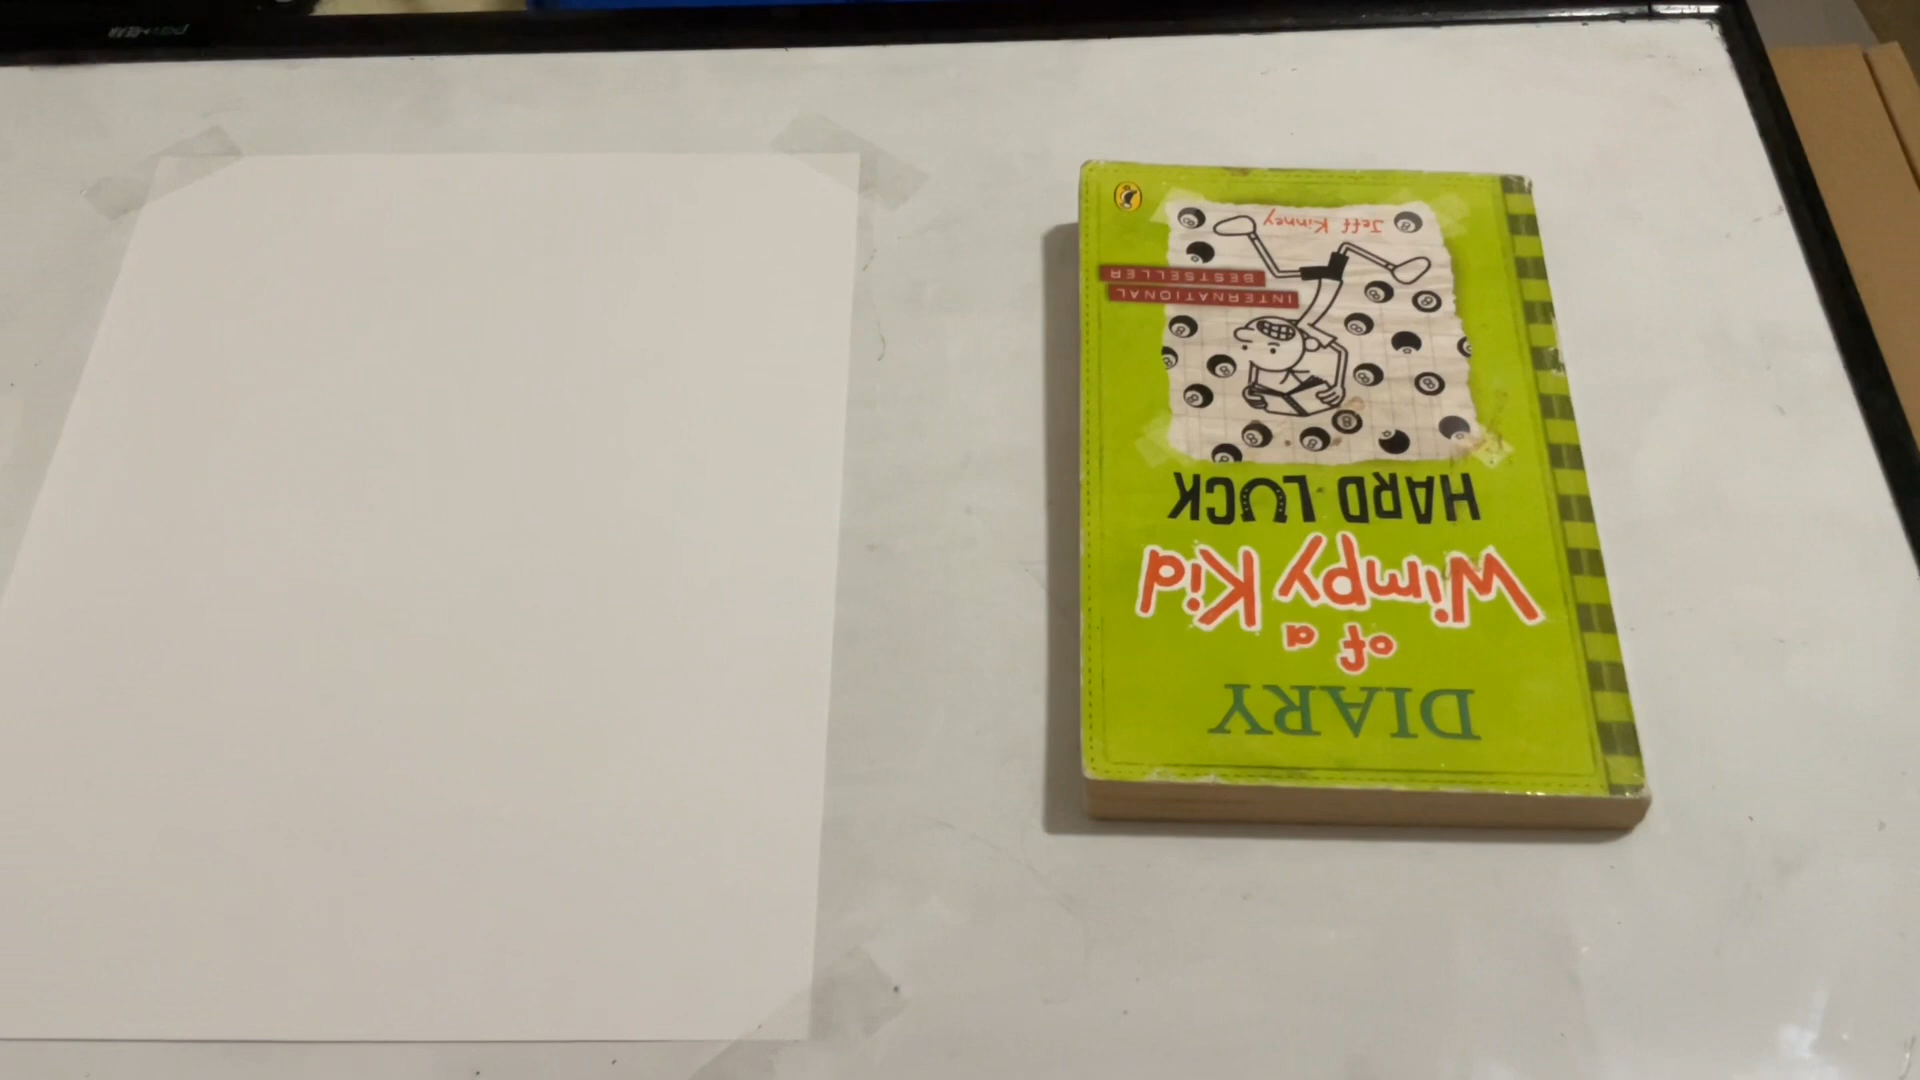 DIARY
of a
Wimpy Kid
HARD LUCK
INTERNATIONAL
BESTSELLER
Jeff Kinney